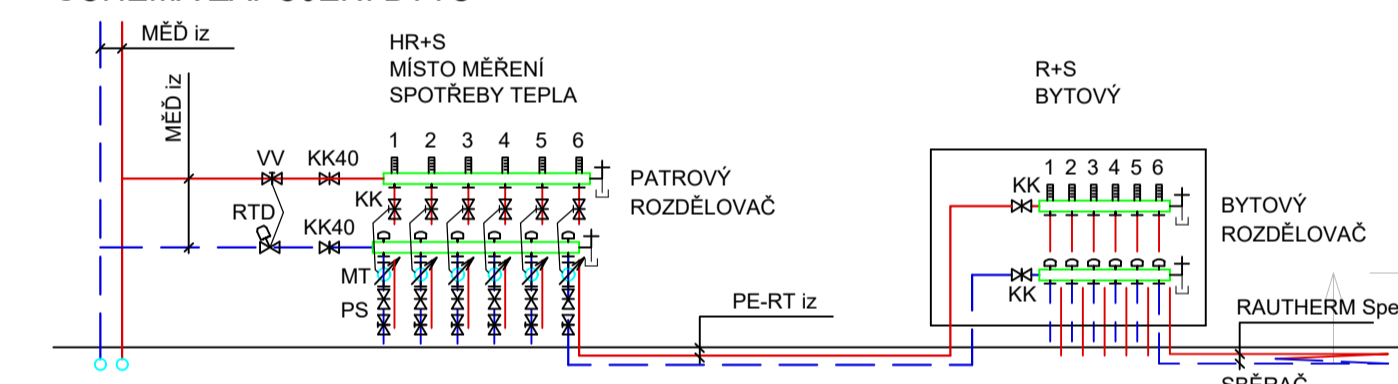 MĚĎ iz
MĚĎ iz
HR+S
MÍSTO MĚŘENÍ
SPOTŘEBY TEPLA
R+S
BYTOVÝ
1 2 3 4 5 6
VV KK40
KK
PATROVÝ
ROZDĚLOVAČ
RTD
KK40
MT
PS
1 2 3 4 5 6
KK
BYTOVÝ
ROZDĚLOVAČ
KK
PE-RT iz
RAUTHERM Spe
SBĚRAČ